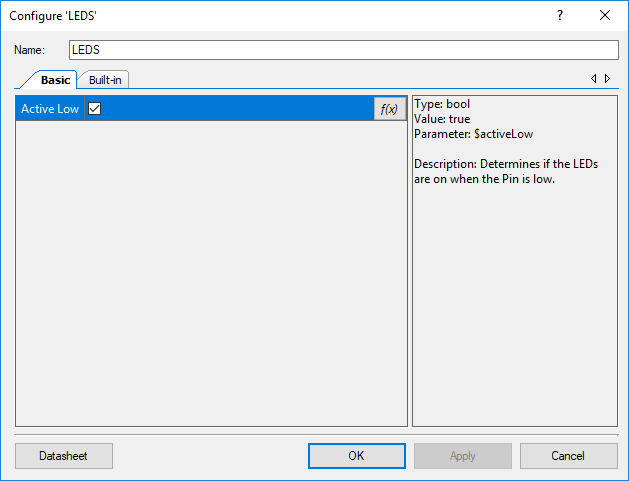 Configure 'LEDS'
?
Name: LEDS
Basic Built-in
Active Low f(x)
Type: bool
Value: true
Parameter: $activeLow
Description: Determines if the LEDs
are on when the Pin is low.
Datasheet OK Apply Cancel